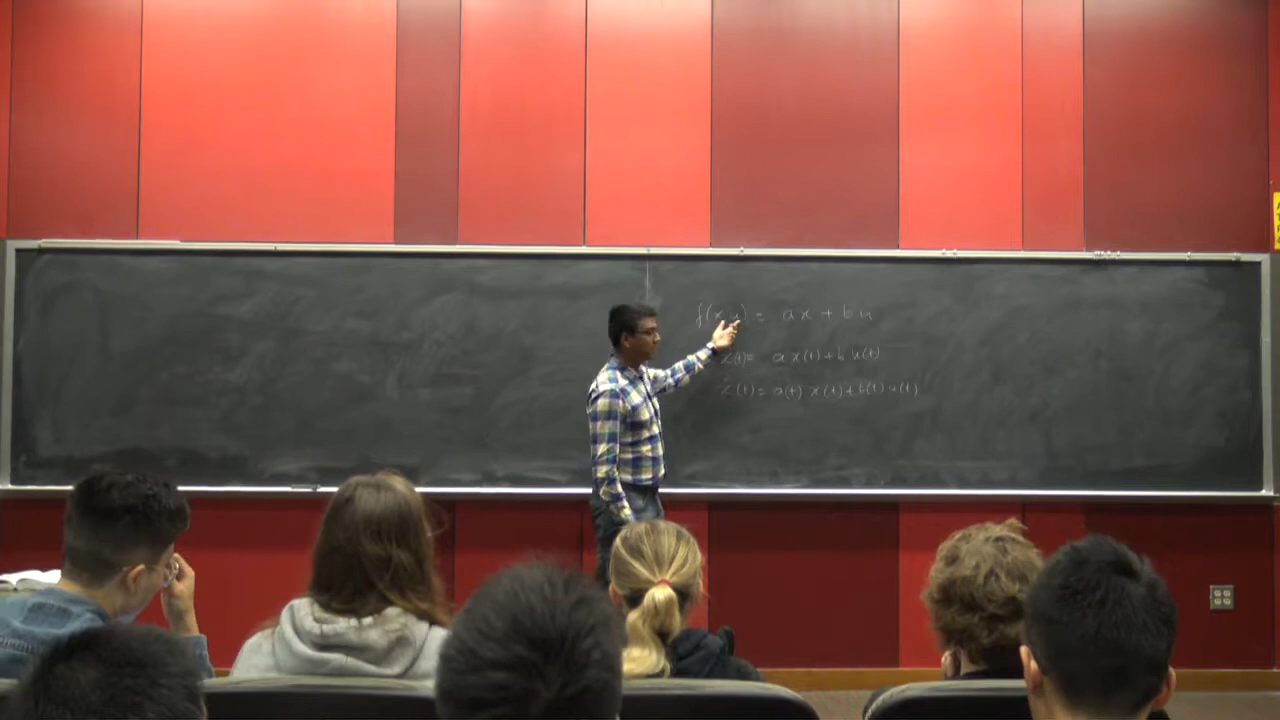 f(x,u) = ax + bu
ẋ(t) = a x(t) + b u(t)
ẋ(t) = a(t) x(t) + b(t) u(t)